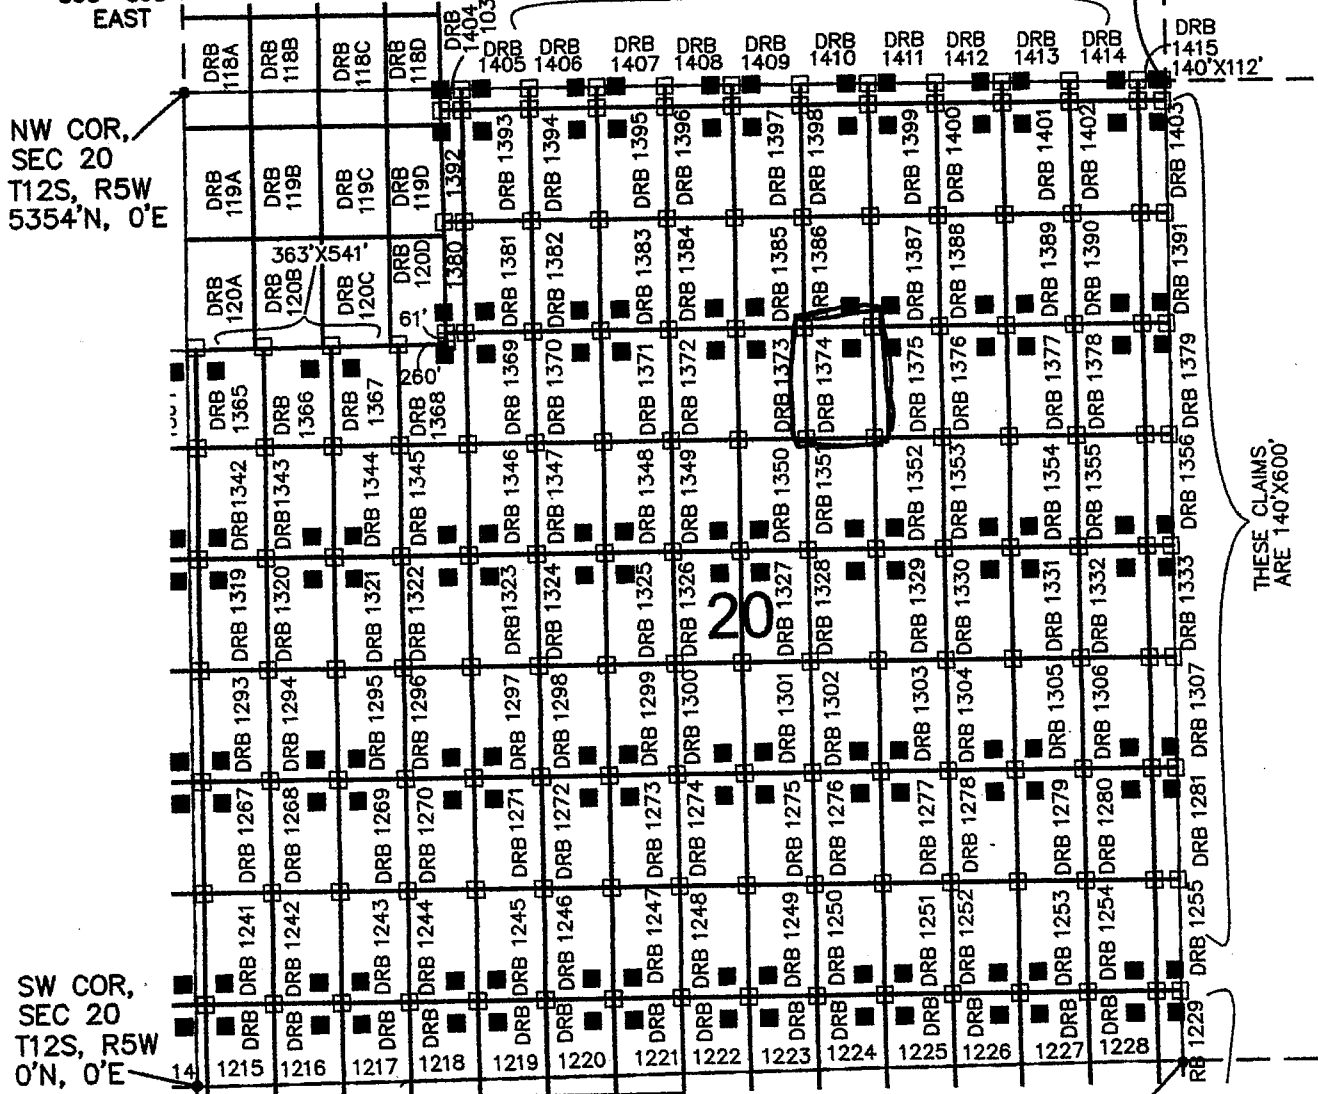 EAST
DRB 118A
DRB 118B
DRB 118C
DRB 118D
DRB 1404
103
DRB 1405
DRB 1406
DRB 1407
DRB 1408
DRB 1409
DRB 1410
DRB 1411
DRB 1412
DRB 1413
DRB 1414
DRB
1415
140'X112'
NW COR,
SEC 20
T12S, R5W
5354'N, 0'E
DRB 119A
DRB 119B
DRB 119C
DRB 119D
1392
DRB 1393
DRB 1394
DRB 1395
DRB 1396
DRB 1397
DRB 1398
DRB 1399
DRB 1400
DRB 1401
DRB 1402
DRB 1403
363'X541'
DRB 120A
DRB 120B
DRB 120C
DRB 120D
1380
DRB 1381
DRB 1382
DRB 1383
DRB 1384
DRB 1385
DRB 1386
DRB 1387
DRB 1388
DRB 1389
DRB 1390
DRB 1391
61'
260'
DRB 1365
DRB 1366
DRB 1367
DRB 1368
DRB 1369
DRB 1370
DRB 1371
DRB 1372
DRB 1373
DRB 1374
DRB 1375
DRB 1376
DRB 1377
DRB 1378
DRB 1379
DRB 1342
DRB 1343
DRB 1344
DRB 1345
DRB 1346
DRB 1347
DRB 1348
DRB 1349
DRB 1350
DRB 1351
DRB 1352
DRB 1353
DRB 1354
DRB 1355
DRB 1356
THESE CLAIMS
ARE 140'X600'
DRB 1319
DRB 1320
DRB 1321
DRB 1322
DRB 1323
DRB 1324
DRB 1325
DRB 1326
20
DRB 1327
DRB 1328
DRB 1329
DRB 1330
DRB 1331
DRB 1332
DRB 1333
DRB 1293
DRB 1294
DRB 1295
DRB 1296
DRB 1297
DRB 1298
DRB 1299
DRB 1300
DRB 1301
DRB 1302
DRB 1303
DRB 1304
DRB 1305
DRB 1306
DRB 1307
DRB 1267
DRB 1268
DRB 1269
DRB 1270
DRB 1271
DRB 1272
DRB 1273
DRB 1274
DRB 1275
DRB 1276
DRB 1277
DRB 1278
DRB 1279
DRB 1280
DRB 1281
DRB 1241
DRB 1242
DRB 1243
DRB 1244
DRB 1245
DRB 1246
DRB 1247
DRB 1248
DRB 1249
DRB 1250
DRB 1251
DRB 1252
DRB 1253
DRB 1254
DRB 1255
SW COR,
SEC 20
T12S, R5W
0'N, 0'E
14
DRB 1215
DRB 1216
DRB 1217
DRB 1218
DRB 1219
DRB 1220
DRB 1221
DRB 1222
DRB 1223
DRB 1224
DRB 1225
DRB 1226
DRB 1227
DRB 1228
RB 1229